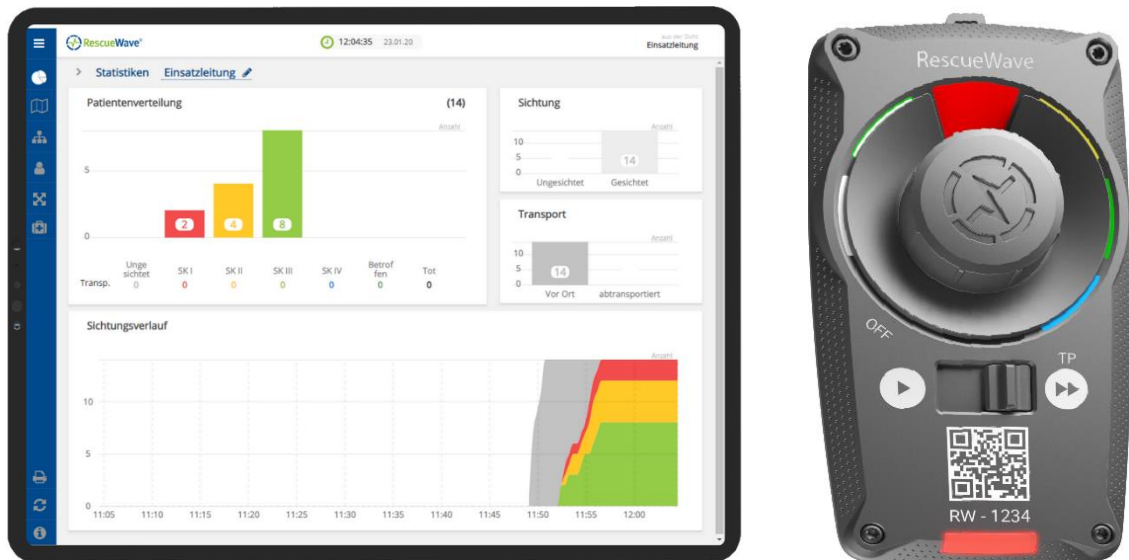 RescueWave®
12:04:35 23.01.20
aus der Duht
Einsatzleitung
Statistiken Einsatzleitung
Patientenverteilung (14)
Anzahl
5
0
2 4 8
Unge
sichtet SK I SK II SK III SK IV Betrof
fen Tot
Transp. 0 0 0 0 0 0 0
Sichtung
Anzahl
10
5
0
14
Ungesichtet Gesichtet
Transport
Anzahl
10
5
0
14
Vor Ort abtransportiert
Sichtungsverlauf
Anzahl
10
5
0
11:05 11:10 11:15 11:20 11:25 11:30 11:35 11:40 11:45 11:50 11:55 12:00
RescueWave
OFF
TP
RW - 1234